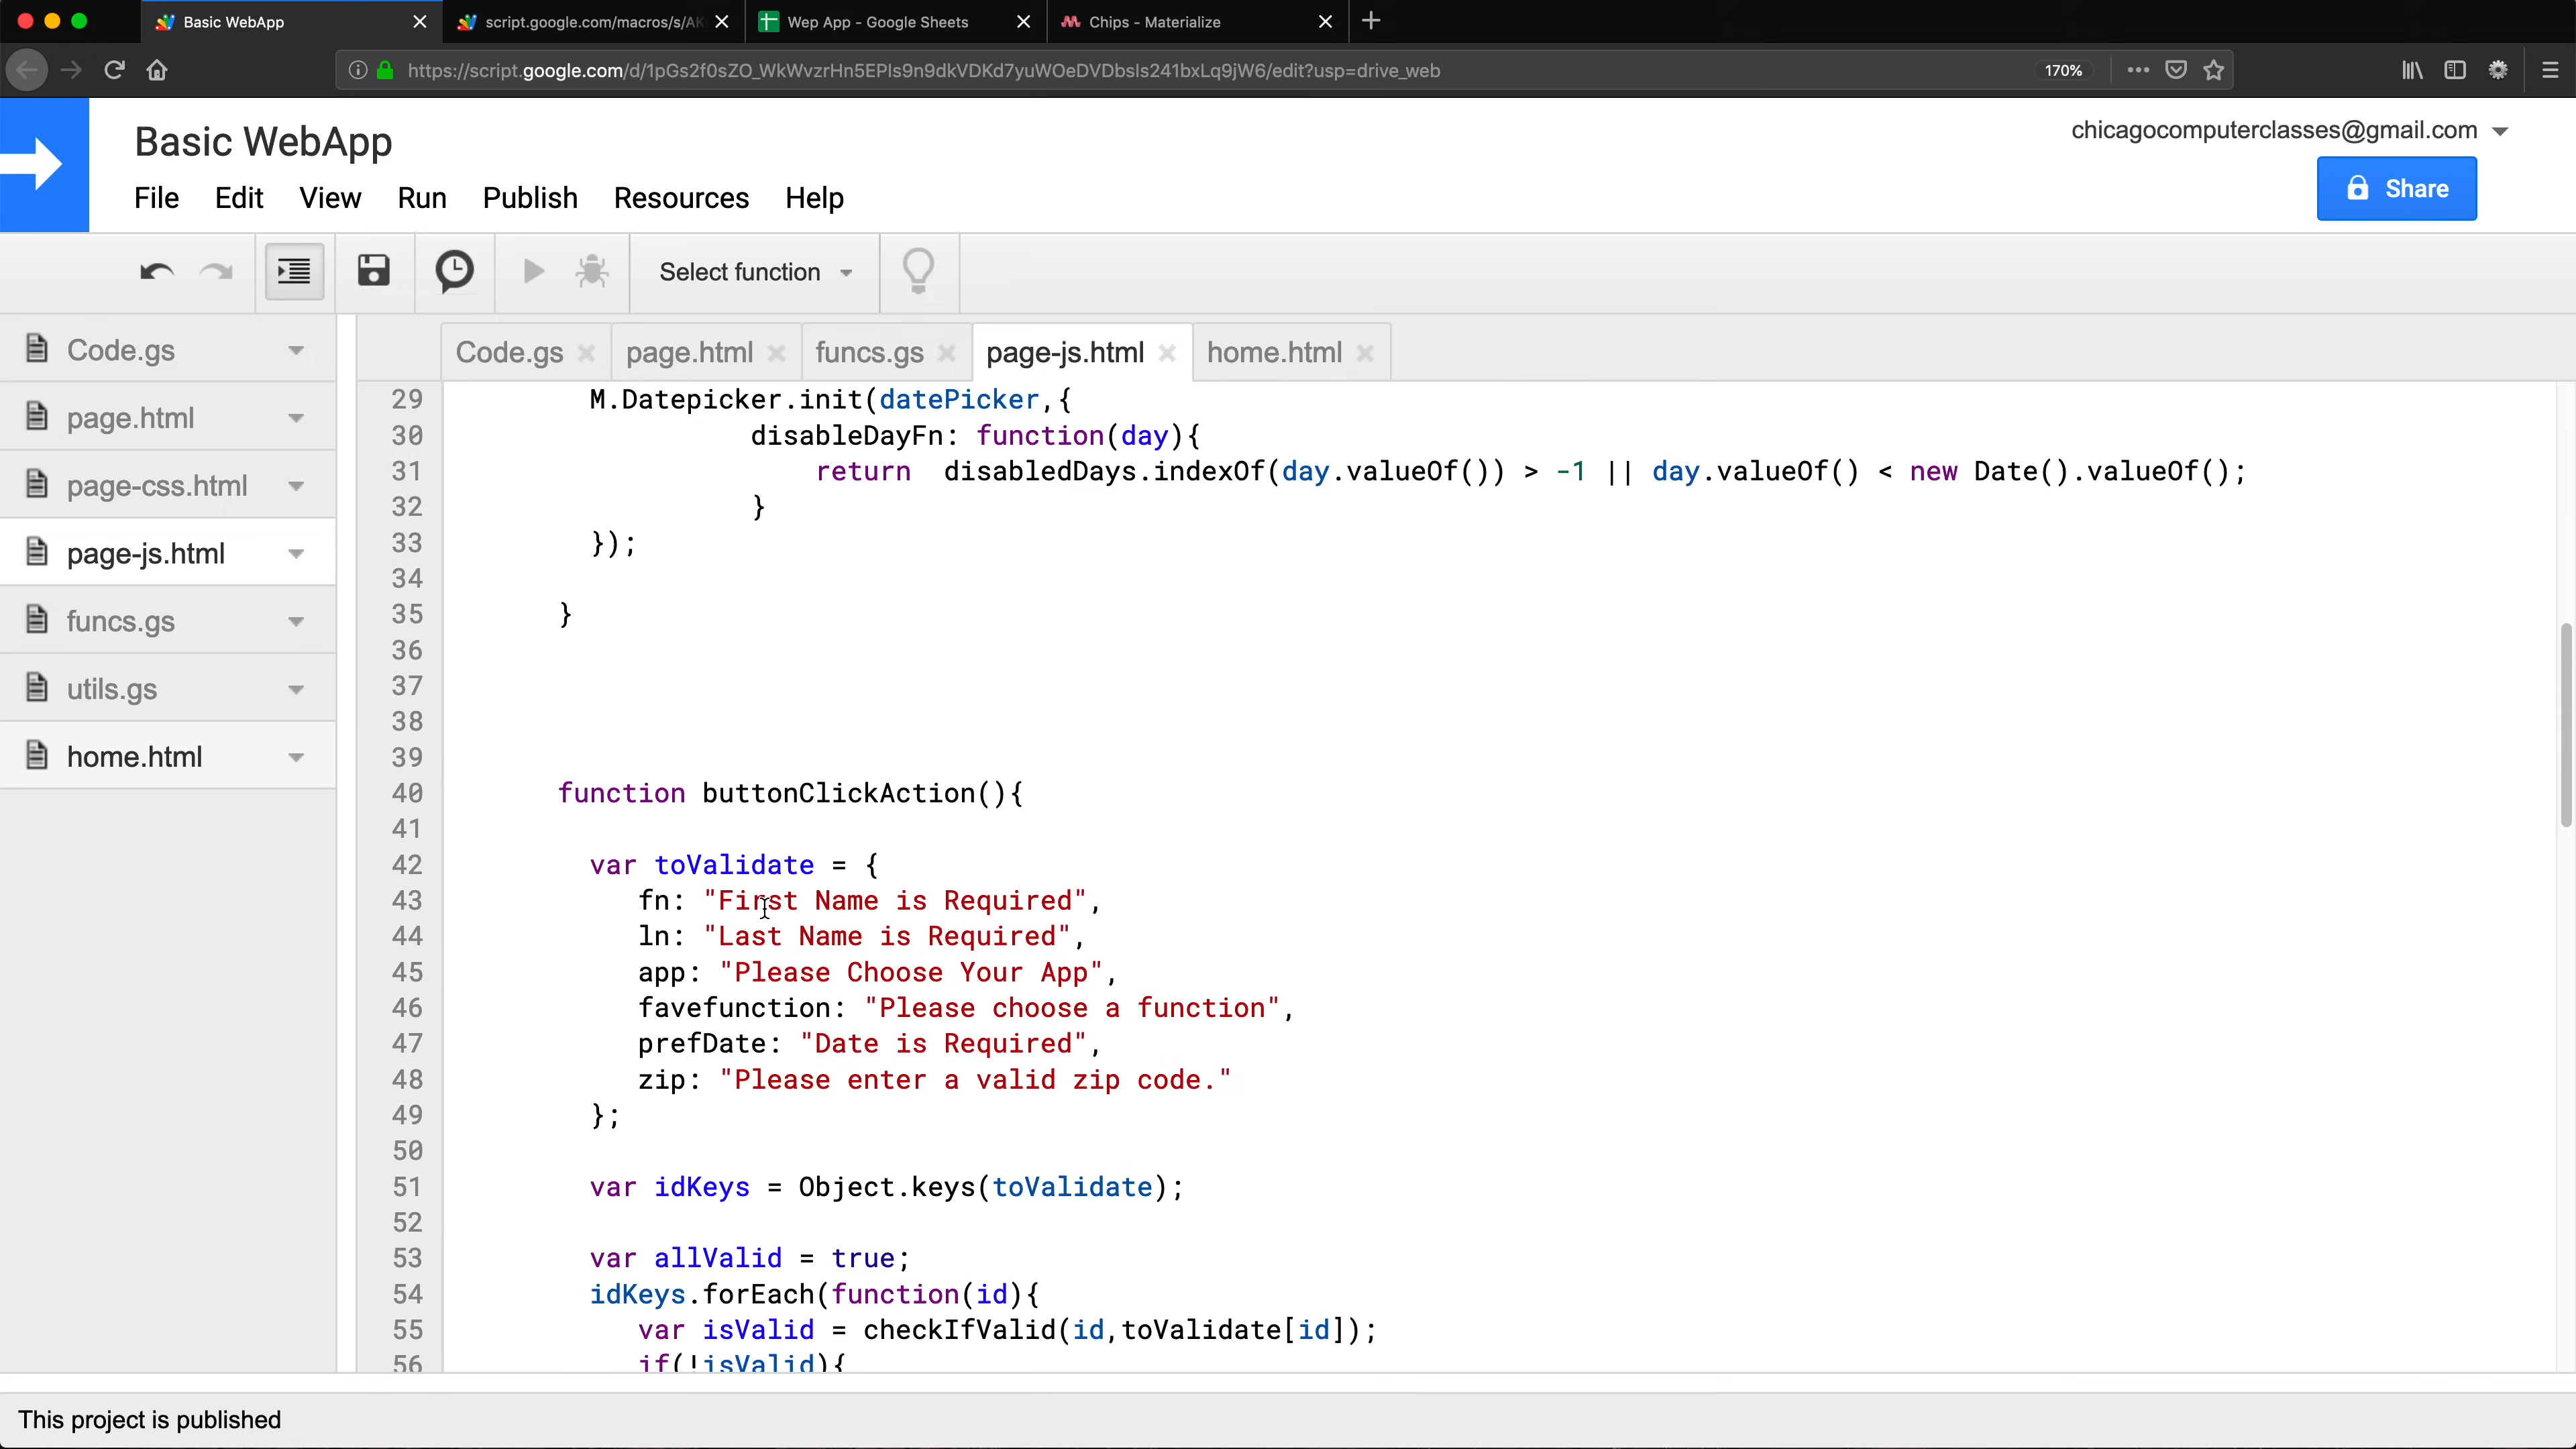 Basic WebApp
script.google.com/macros/s/AK
Wep App - Google Sheets
Chips - Materialize
https://script.google.com/d/1pGs2f0sZO_WkWvzrHn5EPIs9n9dkVDKd7yuWOeDVDbsIs241bxLq9jW6/edit?usp=drive_web
170%
Basic WebApp
chicagocomputerclasses@gmail.com
File Edit View Run Publish Resources Help
Share
Select function
Code.gs
page.html
page-css.html
page-js.html
funcs.gs
utils.gs
home.html
Code.gs page.html funcs.gs page-js.html home.html
29 M.Datepicker.init(datePicker,{
30 disableDayFn: function(day){
31 return disabledDays.indexOf(day.valueOf()) > -1 || day.valueOf() < new Date().valueOf();
32 }
33 });
34
35 }
36
37
38
39
40 function buttonClickAction(){
41
42 var toValidate = {
43 fn: "First Name is Required",
44 ln: "Last Name is Required",
45 app: "Please Choose Your App",
46 favefunction: "Please choose a function",
47 prefDate: "Date is Required",
48 zip: "Please enter a valid zip code."
49 };
50
51 var idKeys = Object.keys(toValidate);
52
53 var allValid = true;
54 idKeys.forEach(function(id){
55 var isValid = checkIfValid(id,toValidate[id]);
56 if(!isValid){
This project is published